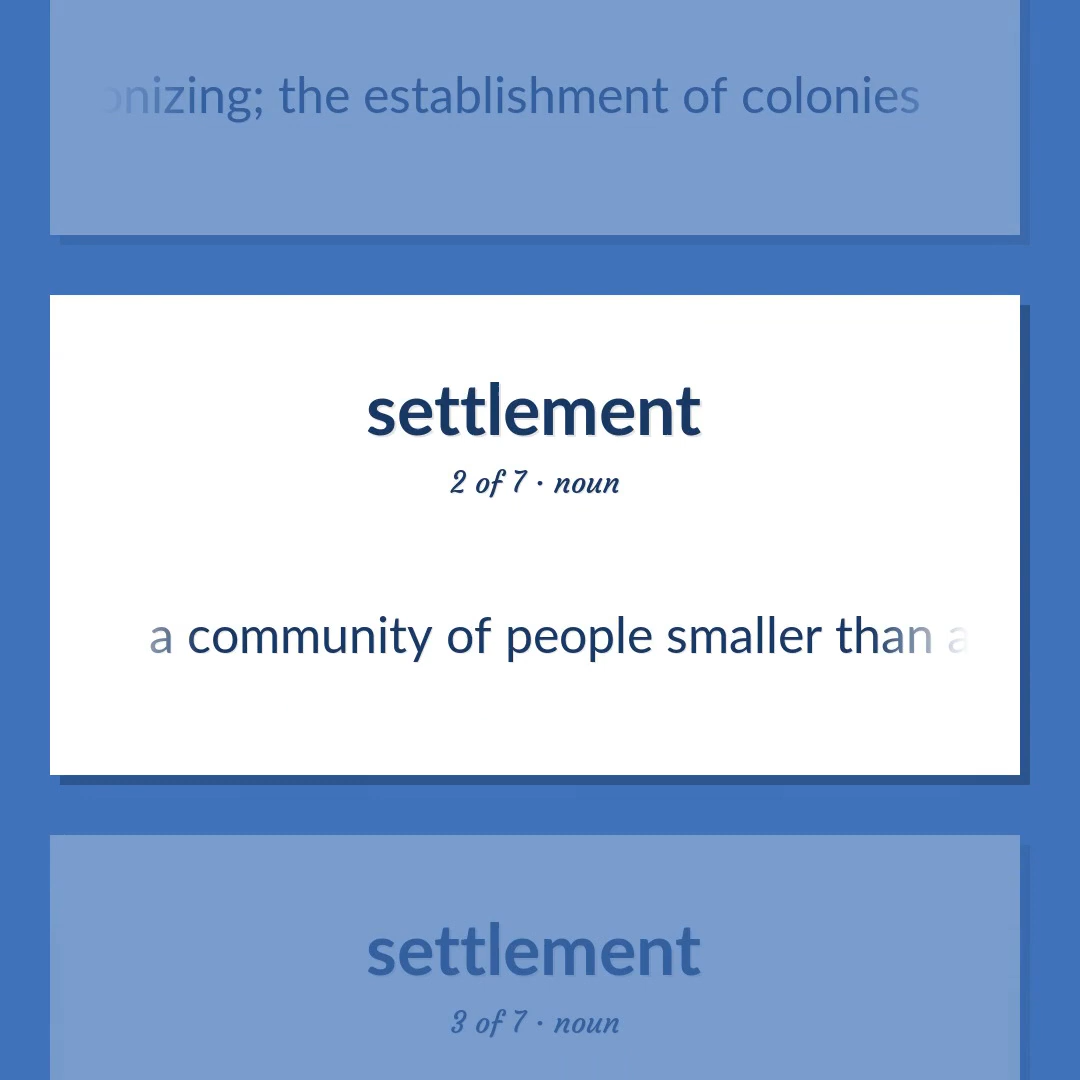 onizing; the establishment of colonies
settlement
2 of 7 · noun
a community of people smaller than a
settlement
3 of 7 · noun